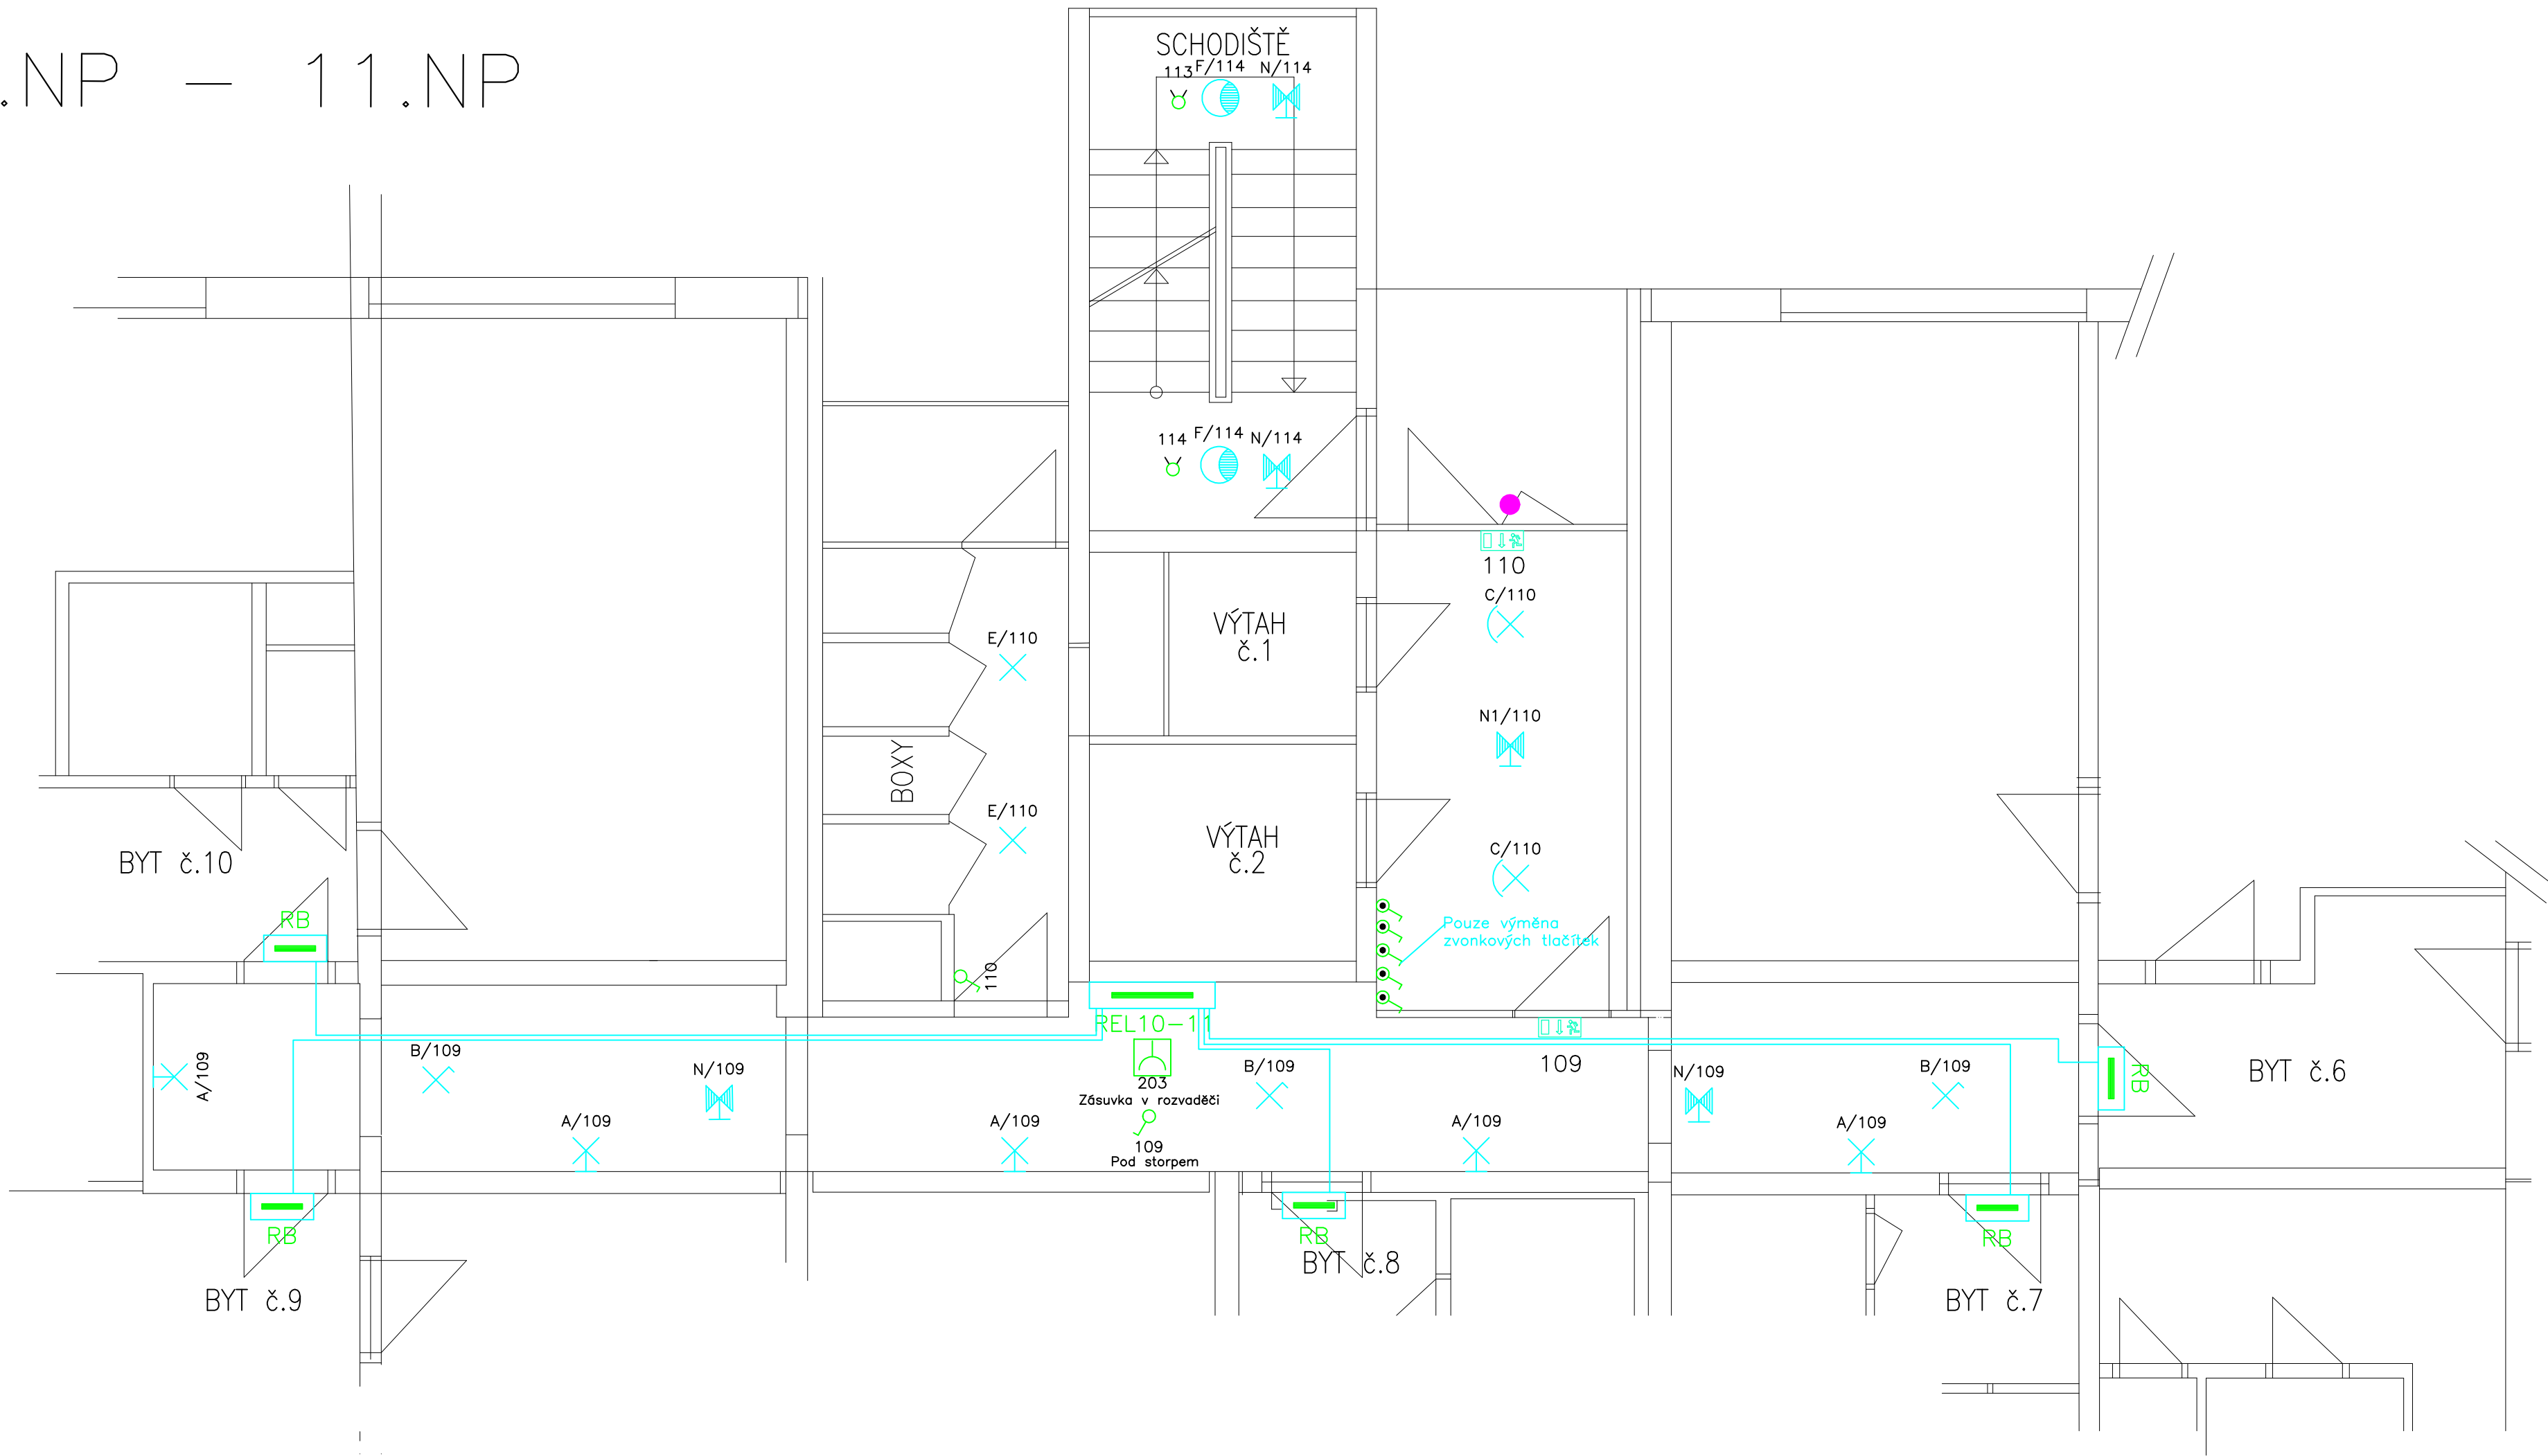 .NP – 11.NP
SCHODIŠTĚ
113 F/114 N/114
114 F/114 N/114
110
C/110
VÝTAH
č.1
E/110
N1/110
BOXY
E/110
VÝTAH
č.2
C/110
BYT č.10
RB
Pouze výměna
zvonkových tlačítek
110
REL10-11
A/109
B/109
N/109
203
Zásuvka v rozvaděči
B/109
109
N/109
B/109
RB
BYT č.6
A/109
A/109
109
Pod storpem
A/109
A/109
RB
RB
RB
BYT č.9
BYT č.8
BYT č.7